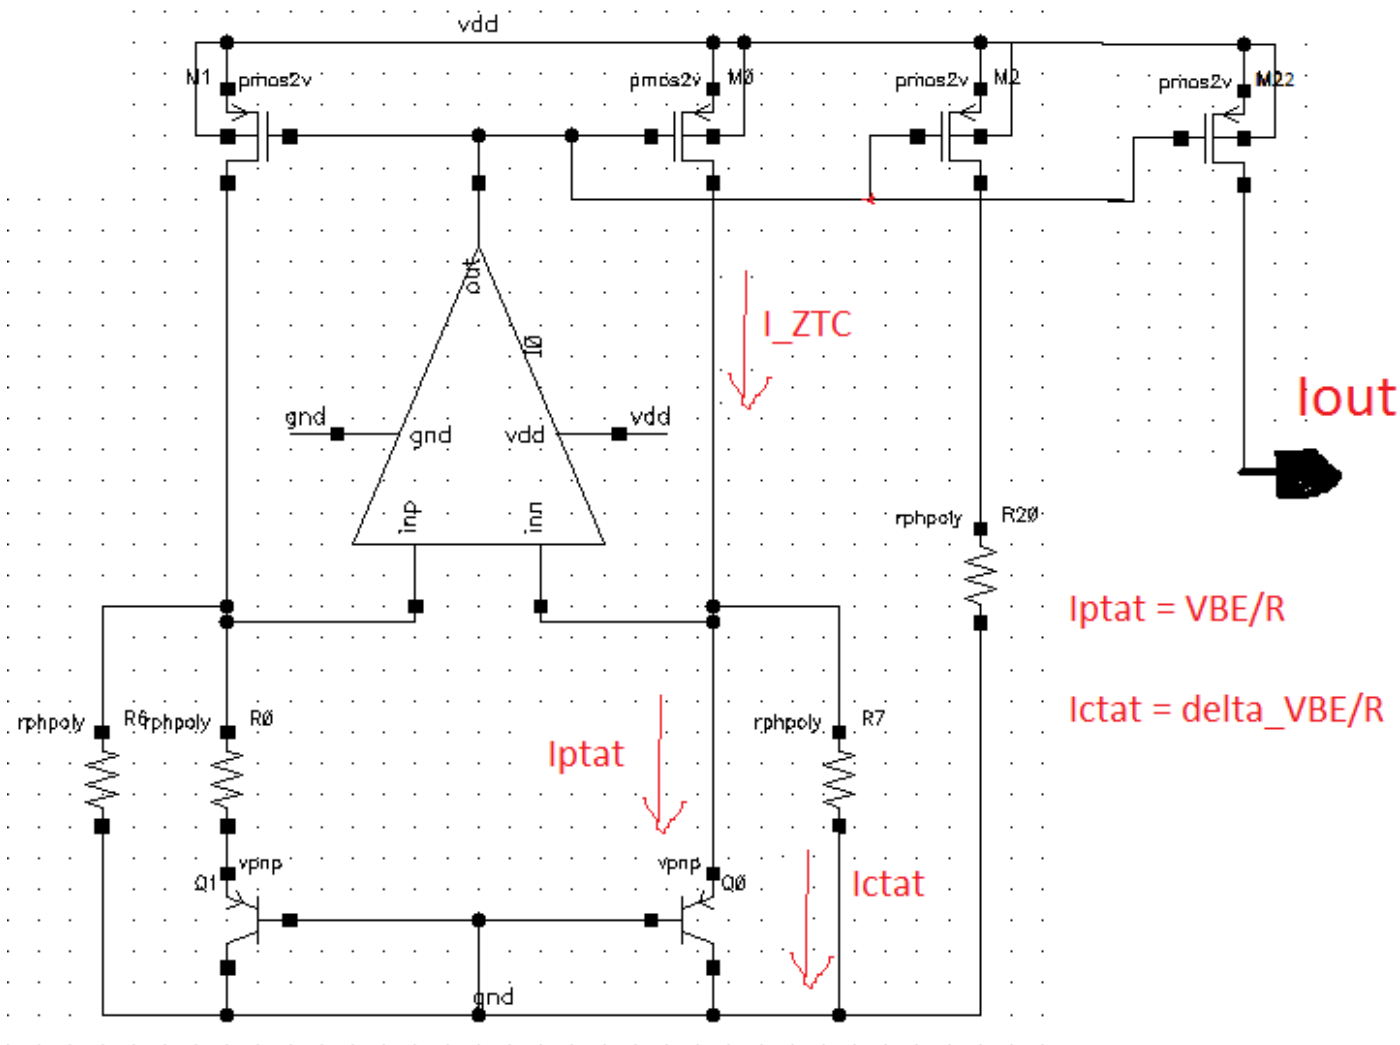 vdd
M1 pmos2v
pmos2v M0
pmos2v M2
pmos2v M22
out
I0
I_ZTC
Iout
gnd
gnd
vdd
vdd
inp
inn
rphpoly R20
Iptat = VBE/R
Ictat = delta_VBE/R
rphpoly R6
rphpoly R0
rphpoly R7
Iptat
vpnp
Q1
vpnp
Q0
Ictat
gnd